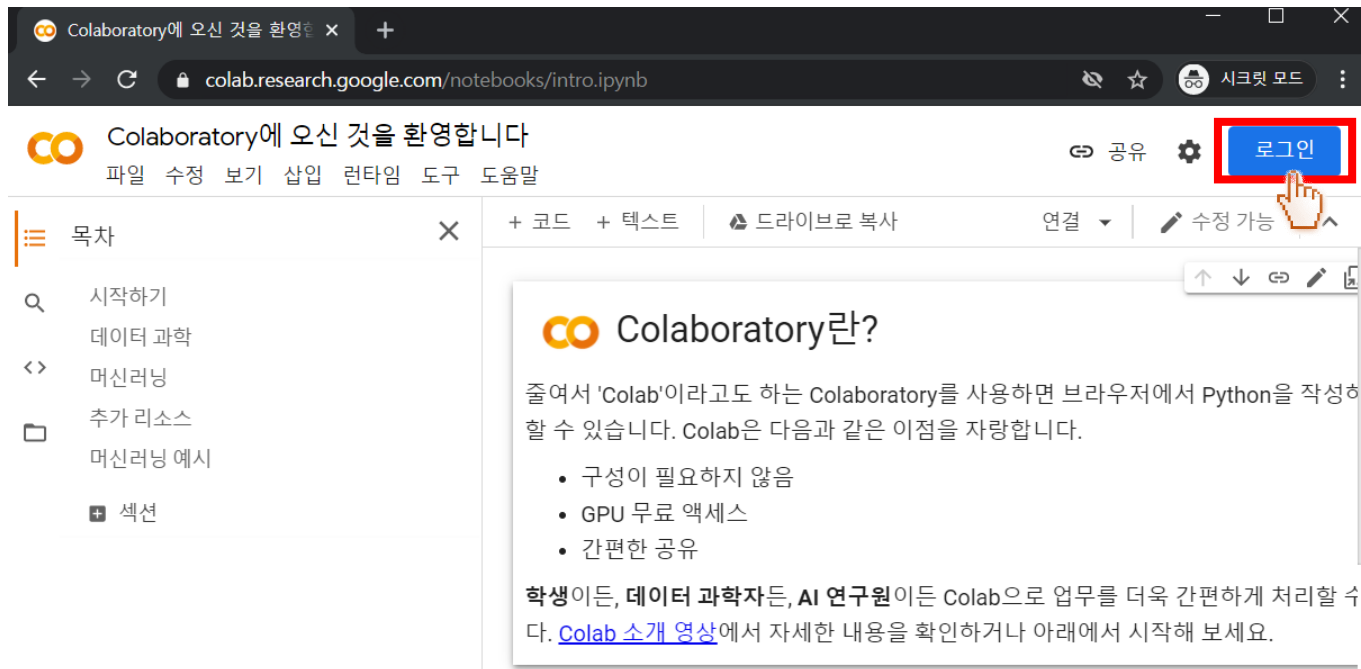 Colaboratory에 오신 것을 환영합
colab.research.google.com/notebooks/intro.ipynb
시크릿 모드
Colaboratory에 오신 것을 환영합니다
공유
로그인
파일 수정 보기 삽입 런타임 도구 도움말
목차
+ 코드 + 텍스트 드라이브로 복사 연결 수정 가능
시작하기
데이터 과학
머신러닝
추가 리소스
머신러닝 예시
섹션
Colaboratory란?
줄여서 'Colab'이라고도 하는 Colaboratory를 사용하면 브라우저에서 Python을 작성하
할 수 있습니다. Colab은 다음과 같은 이점을 자랑합니다.
• 구성이 필요하지 않음
• GPU 무료 액세스
• 간편한 공유
학생이든, 데이터 과학자든, AI 연구원이든 Colab으로 업무를 더욱 간편하게 처리할 수
다. Colab 소개 영상에서 자세한 내용을 확인하거나 아래에서 시작해 보세요.